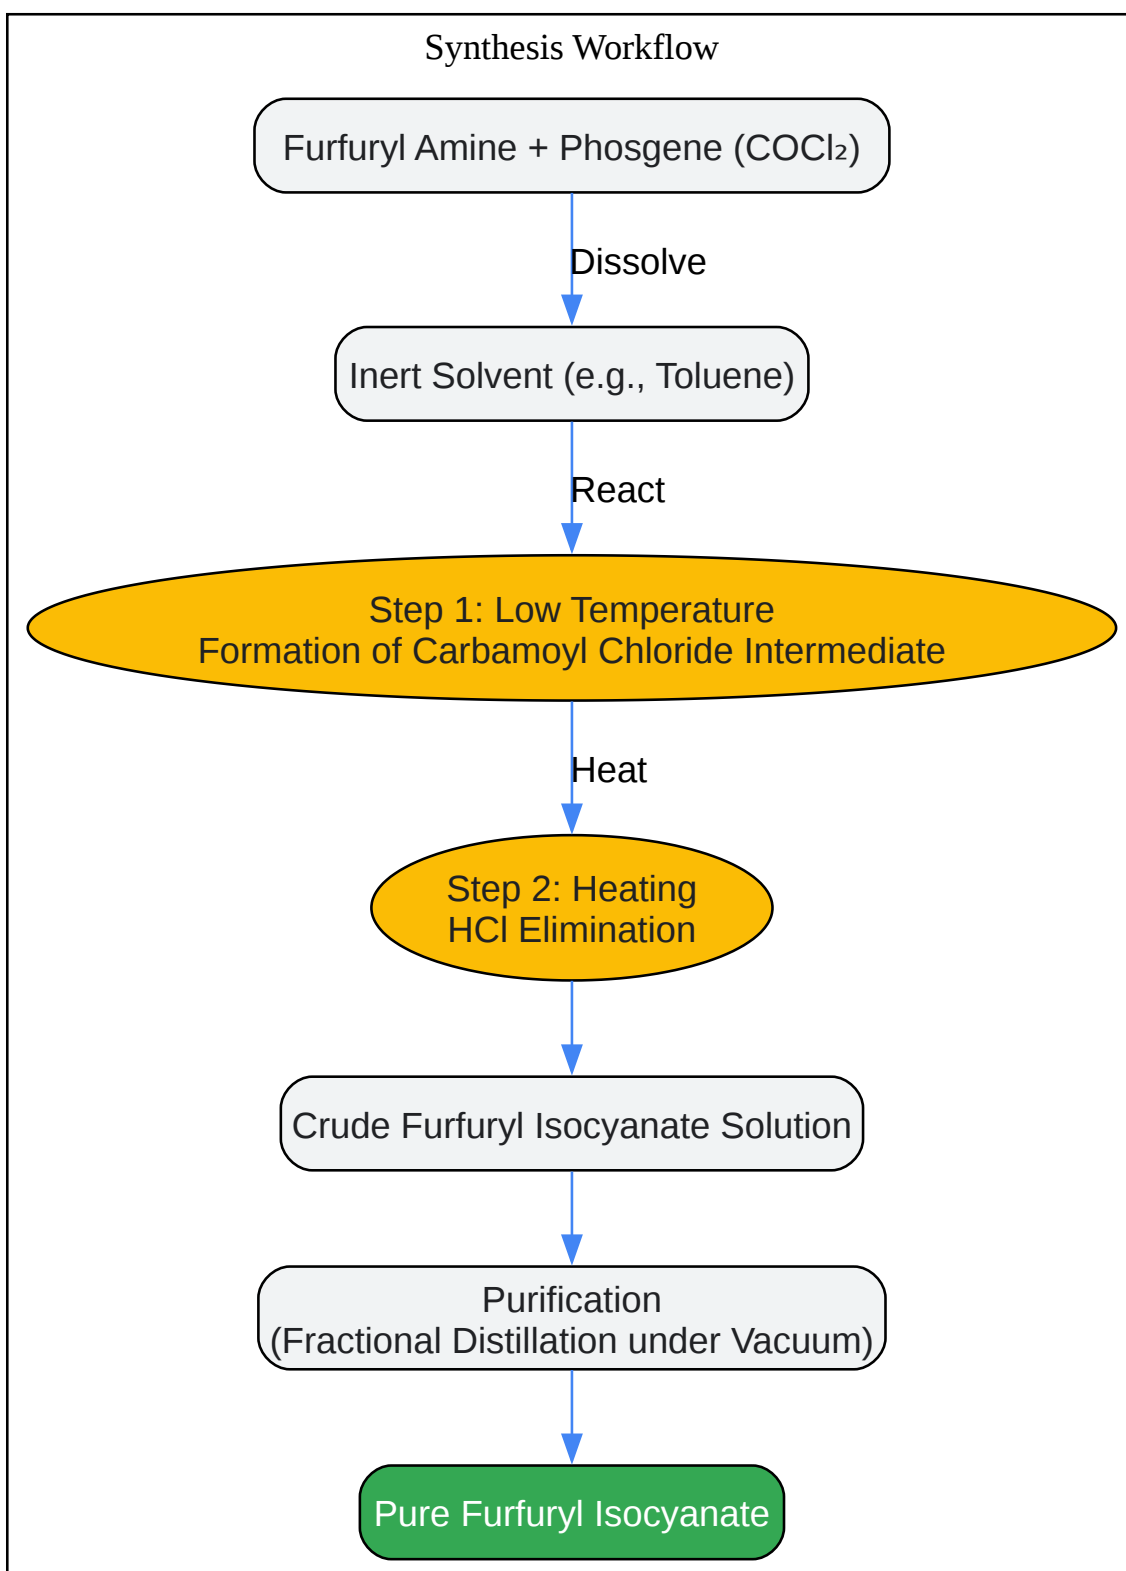 Synthesis Workflow
Furfuryl Amine + Phosgene (COCl₂)
Dissolve
Inert Solvent (e.g., Toluene)
React
Step 1: Low Temperature
Formation of Carbamoyl Chloride Intermediate
Heat
Step 2: Heating
HCl Elimination
Crude Furfuryl Isocyanate Solution
Purification
(Fractional Distillation under Vacuum)
Pure Furfuryl Isocyanate